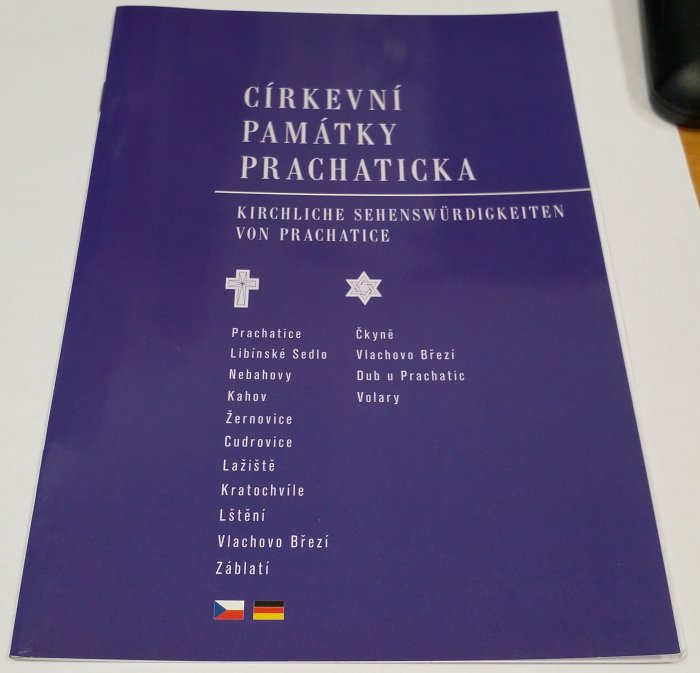 CÍRKEVNÍ
PAMÁTKY
PRACHATICKA
KIRCHLICHE SEHENSWÜRDIGKEITEN
VON PRACHATICE
Prachatice
Libínské Sedlo
Nebahovy
Kahov
Žernovice
Cudrovice
Lažiště
Kratochvíle
Lštění
Vlachovo Březí
Záblatí
Čkyně
Vlachovo Březí
Dub u Prachatic
Volary